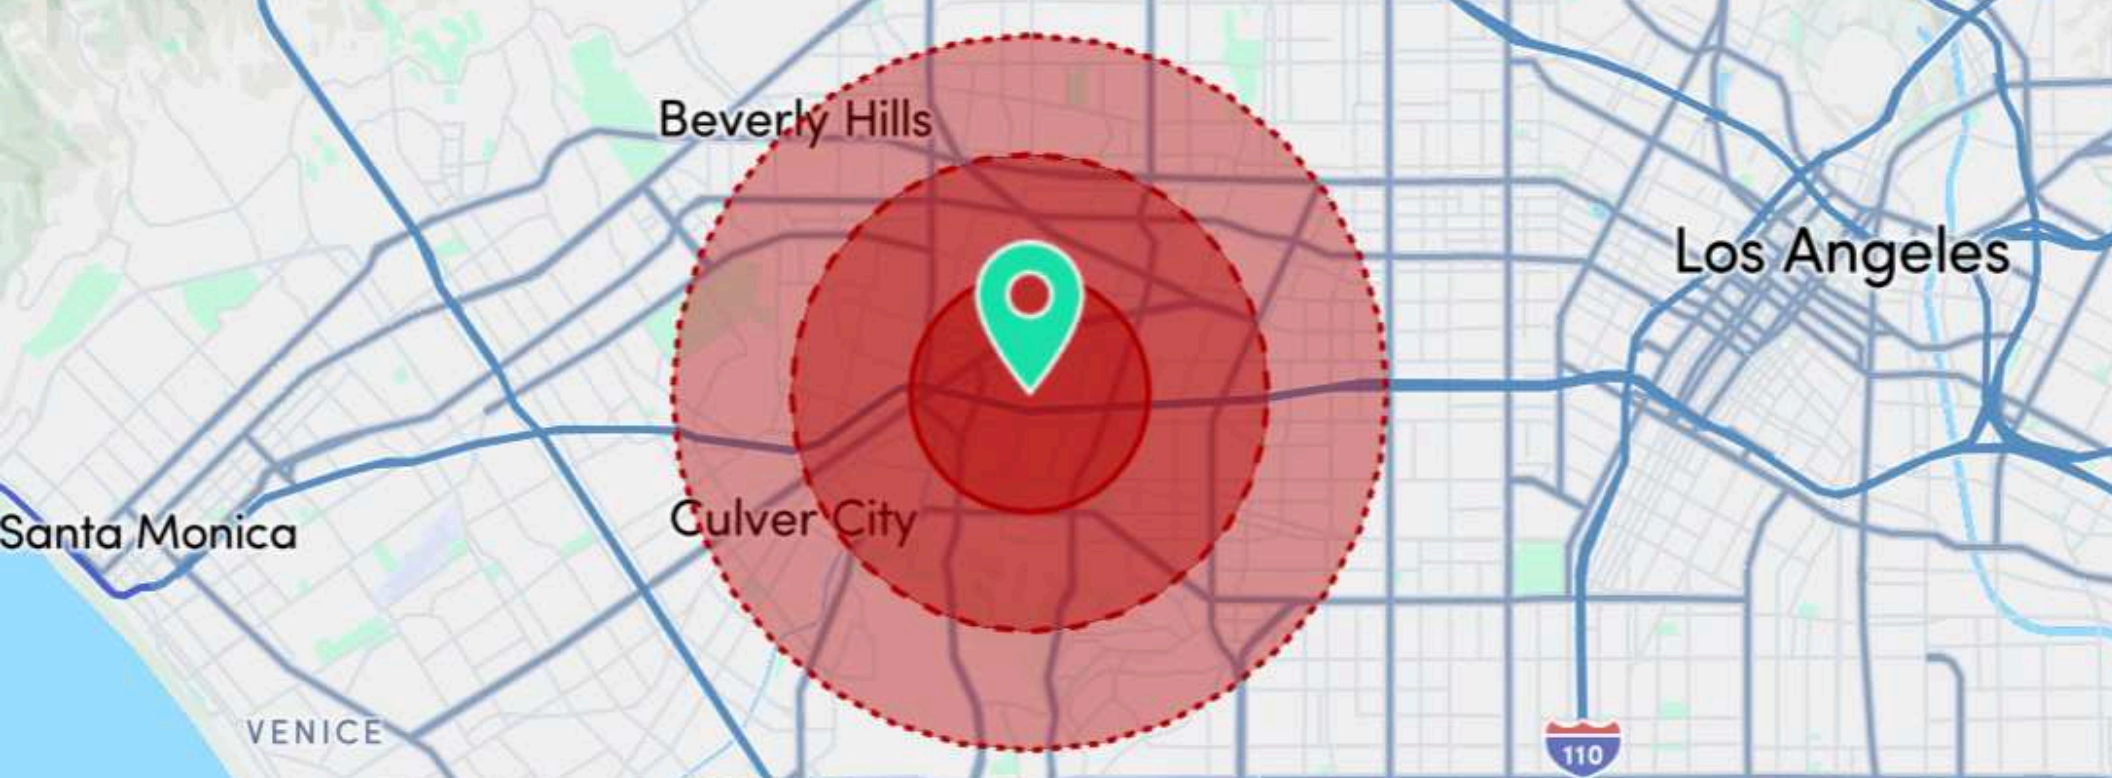 Beverly Hills
Los Angeles
Culver City
Santa Monica
VENICE
110